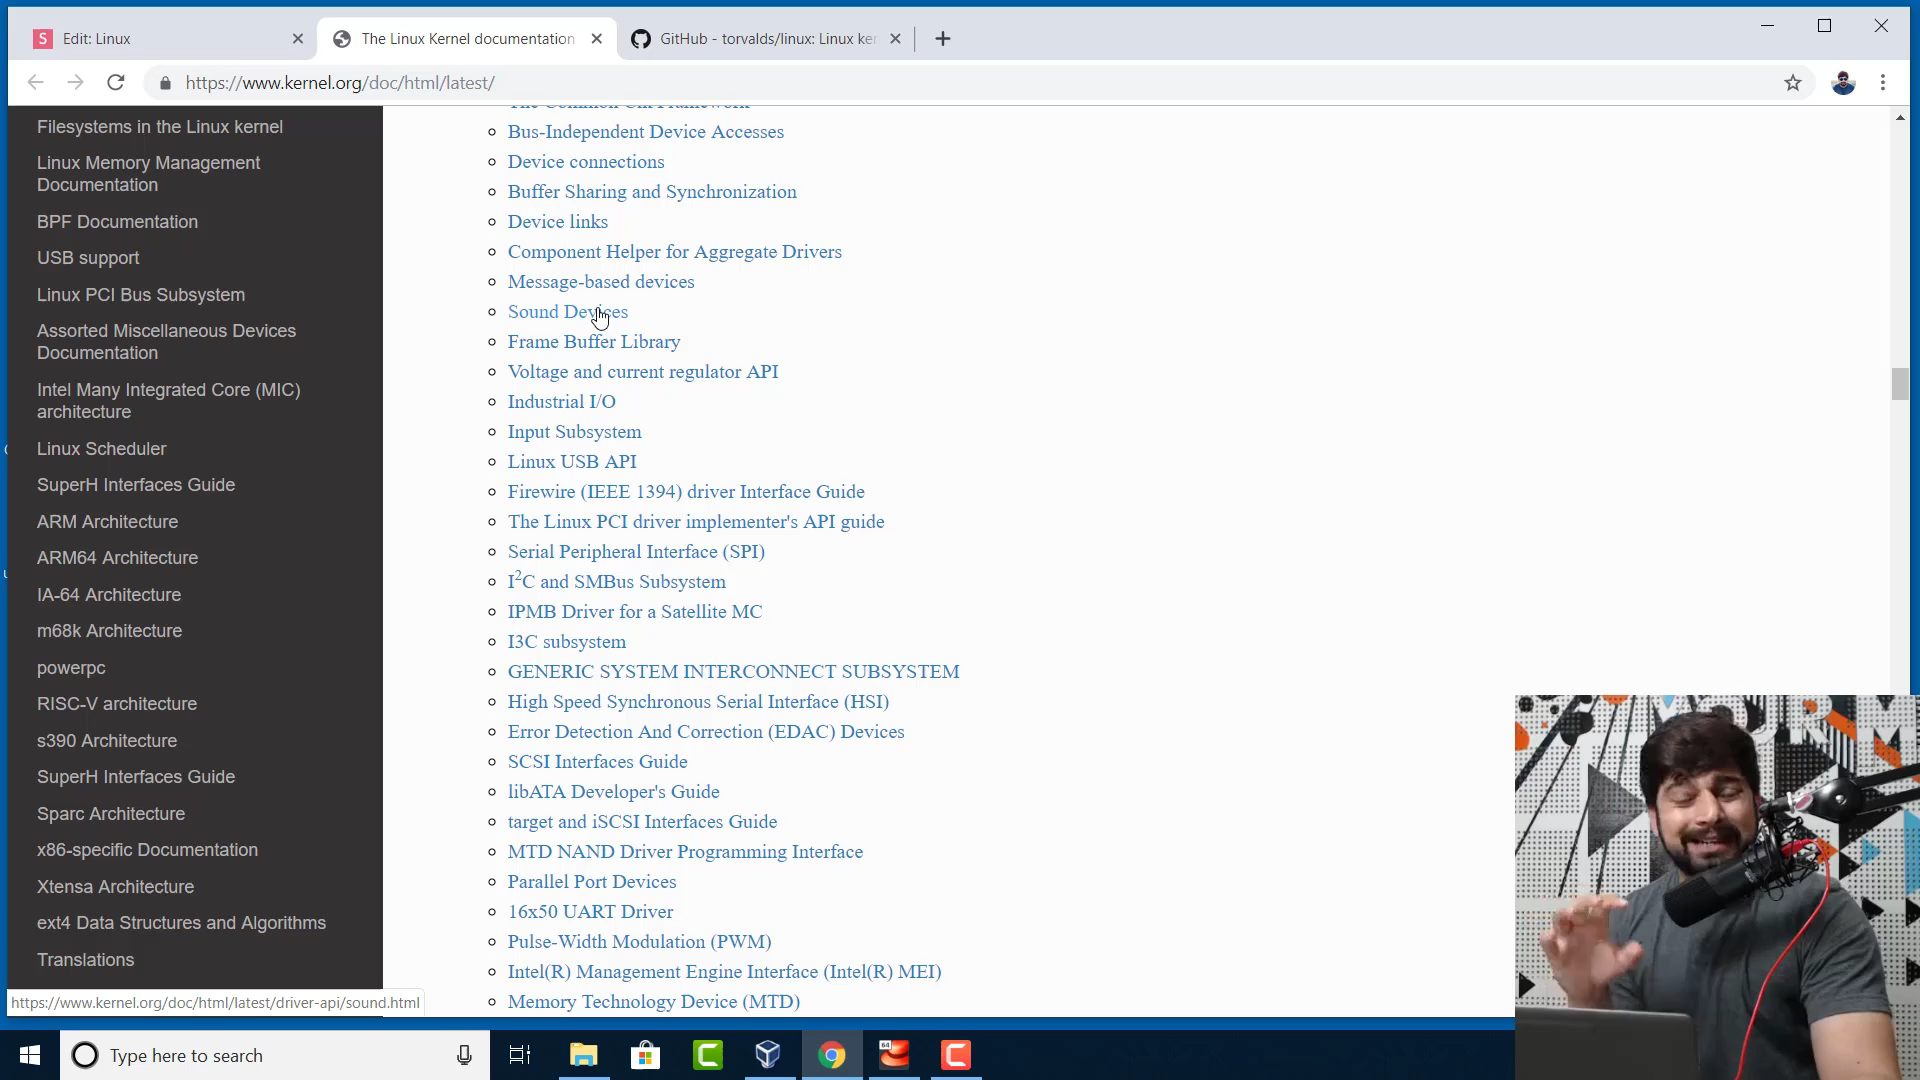 S Edit: Linux
The Linux Kernel documentation
GitHub - torvalds/linux: Linux ke
https://www.kernel.org/doc/html/latest/
Filesystems in the Linux kernel
Linux Memory Management
Documentation
BPF Documentation
USB support
Linux PCI Bus Subsystem
Assorted Miscellaneous Devices
Documentation
Intel Many Integrated Core (MIC)
architecture
Linux Scheduler
SuperH Interfaces Guide
ARM Architecture
ARM64 Architecture
IA-64 Architecture
m68k Architecture
powerpc
RISC-V architecture
s390 Architecture
SuperH Interfaces Guide
Sparc Architecture
x86-specific Documentation
Xtensa Architecture
ext4 Data Structures and Algorithms
Translations
https://www.kernel.org/doc/html/latest/driver-api/sound.html
Bus-Independent Device Accesses
Device connections
Buffer Sharing and Synchronization
Device links
Component Helper for Aggregate Drivers
Message-based devices
Sound Devices
Frame Buffer Library
Voltage and current regulator API
Industrial I/O
Input Subsystem
Linux USB API
Firewire (IEEE 1394) driver Interface Guide
The Linux PCI driver implementer's API guide
Serial Peripheral Interface (SPI)
I²C and SMBus Subsystem
IPMB Driver for a Satellite MC
I3C subsystem
GENERIC SYSTEM INTERCONNECT SUBSYSTEM
High Speed Synchronous Serial Interface (HSI)
Error Detection And Correction (EDAC) Devices
SCSI Interfaces Guide
libATA Developer's Guide
target and iSCSI Interfaces Guide
MTD NAND Driver Programming Interface
Parallel Port Devices
16x50 UART Driver
Pulse-Width Modulation (PWM)
Intel(R) Management Engine Interface (Intel(R) MEI)
Memory Technology Device (MTD)
Type here to search
64